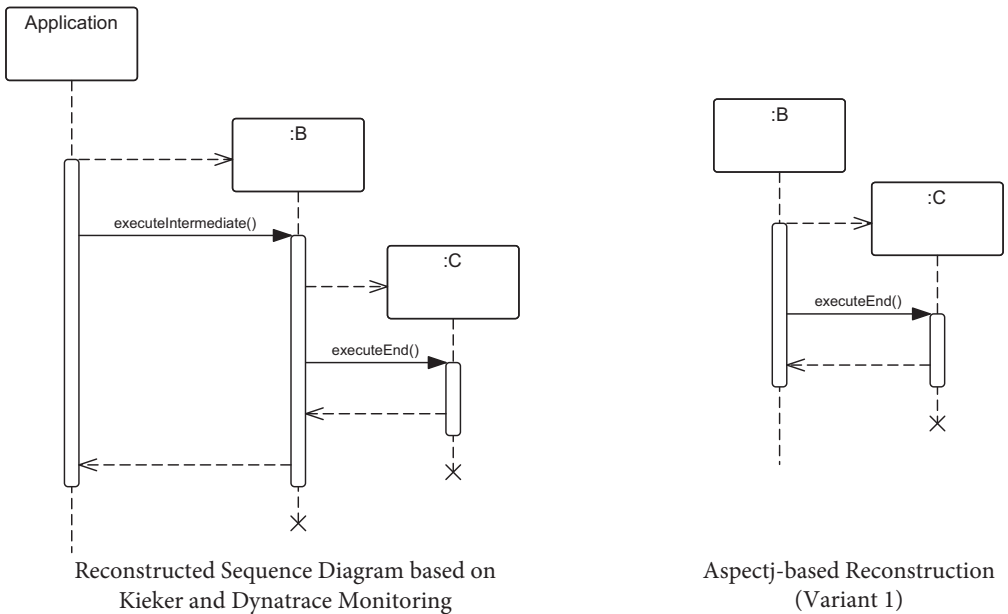 Application
:B
executeIntermediate()
:C
executeEnd()
Reconstructed Sequence Diagram based on
Kieker and Dynatrace Monitoring
:B
:C
executeEnd()
Aspectj-based Reconstruction
(Variant 1)